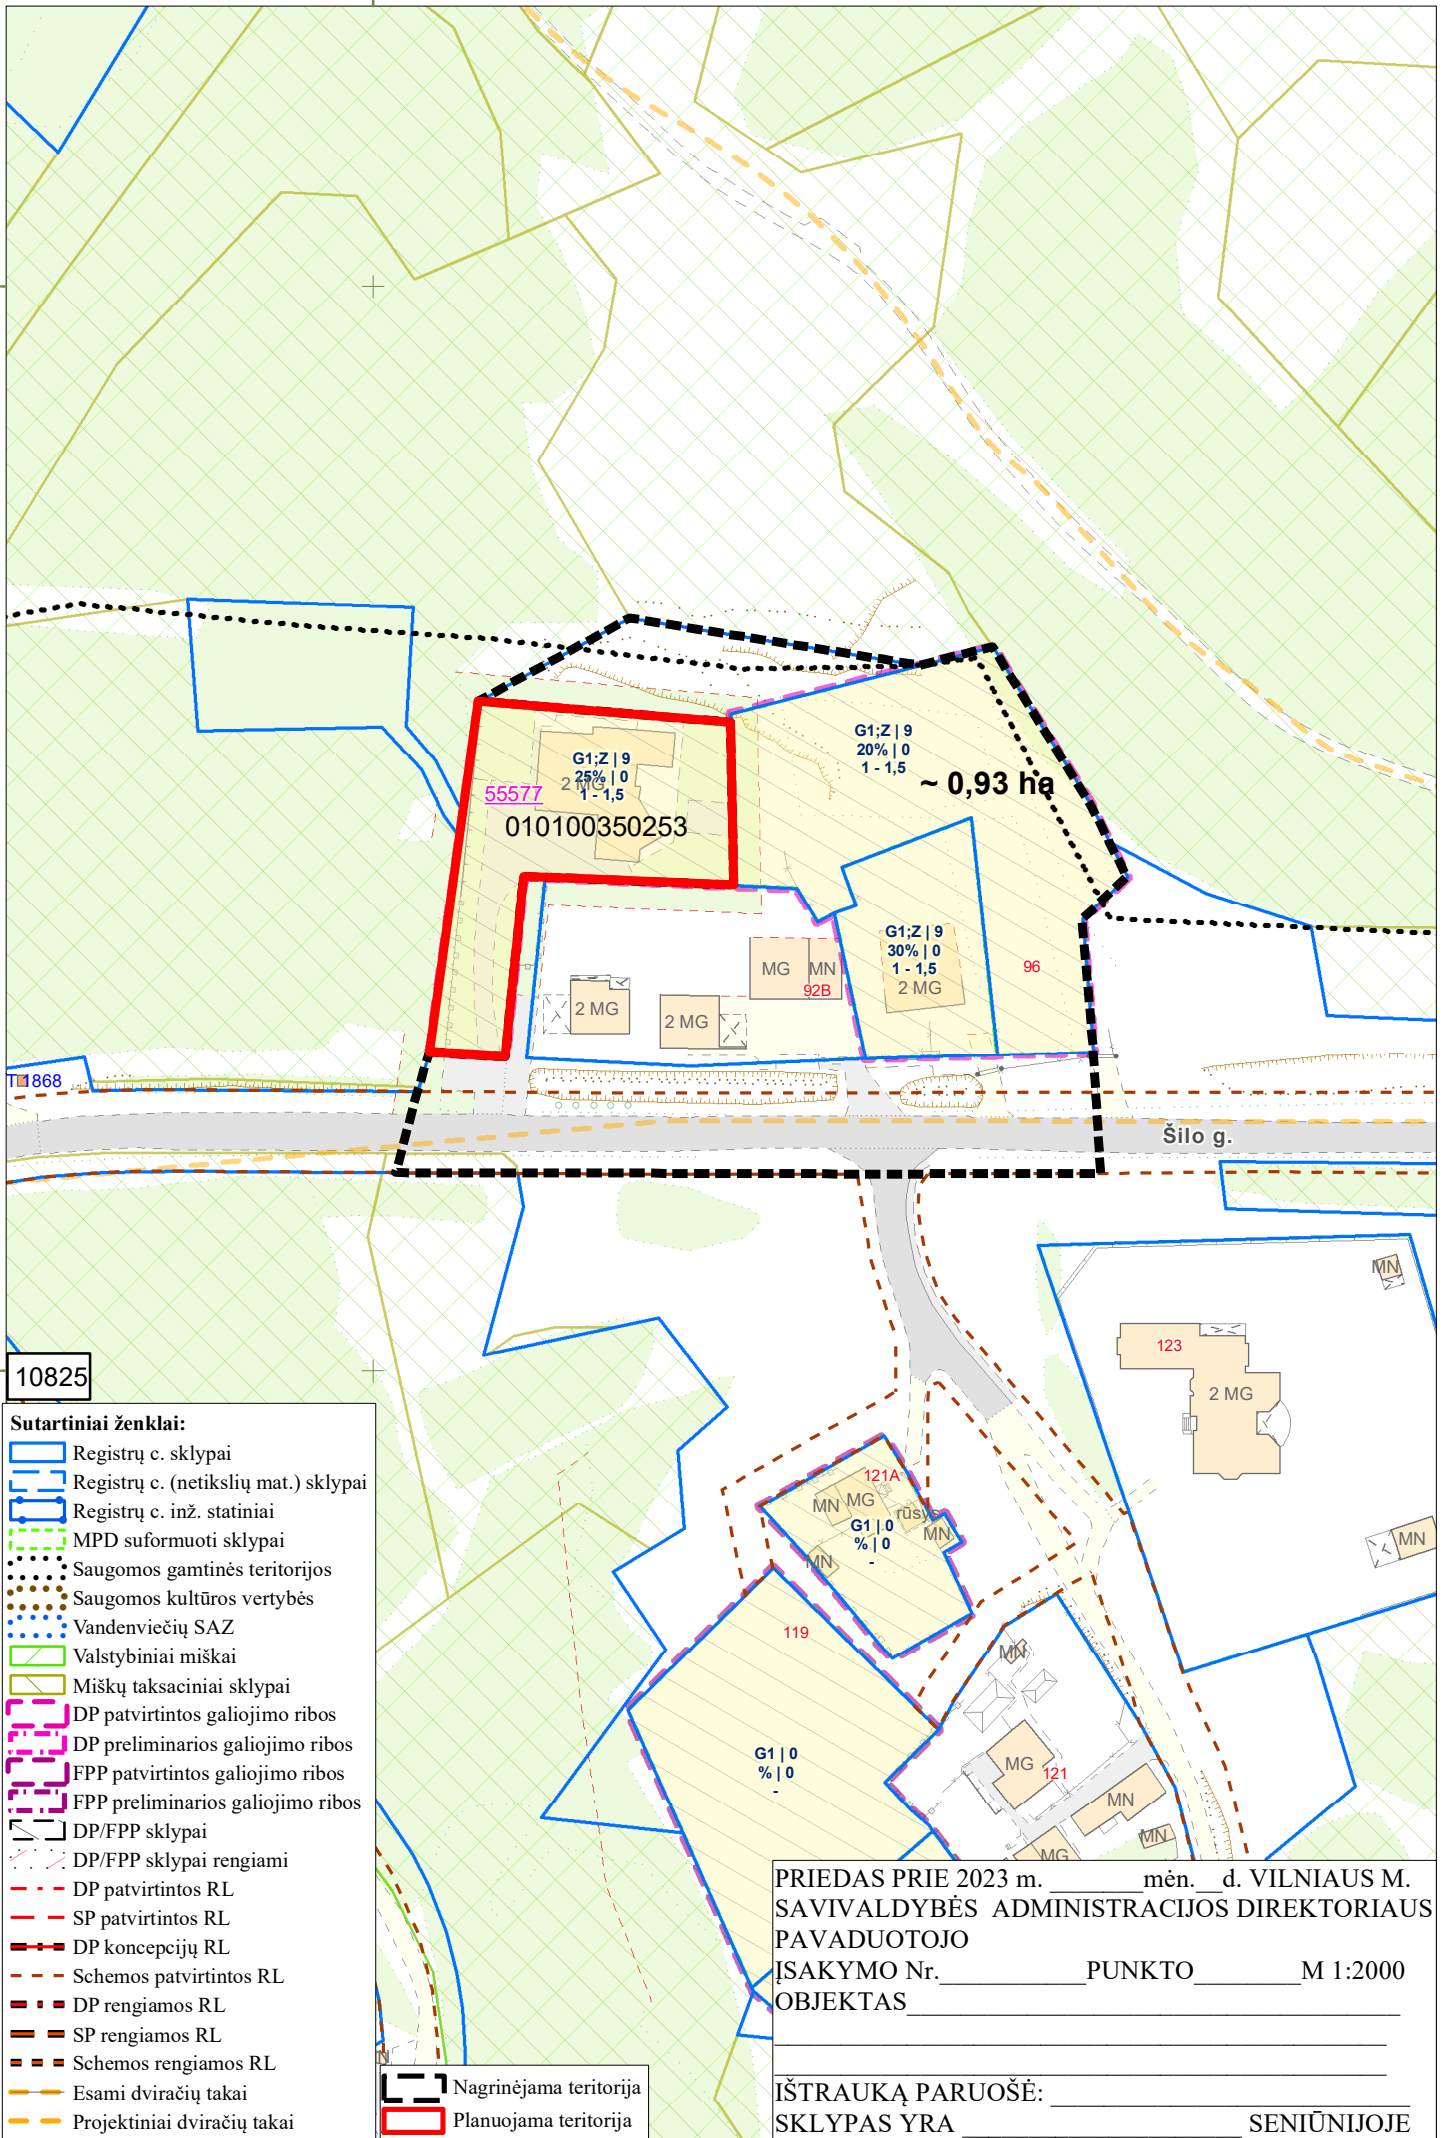 G1;Z | 9
20% | 0
1 - 1,5
~ 0,93 ha
G1;Z | 9
25% | 0
2 MG
1 - 1,5
55577
010100350253
G1;Z | 9
30% | 0
1 - 1,5
2 MG
96
MG
MN
92B
2 MG
2 MG
T1868
Šilo g.
MN
123
2 MG
10825
121A
MN
MG
rūsys
G1 | 0
% | 0
-
MN
MN
MN
119
MN
G1 | 0
% | 0
-
MG
121
MN
MN
MG
Sutartiniai ženklai:
Registrų c. sklypai
Registrų c. (netikslių mat.) sklypai
Registrų c. inž. statiniai
MPD suformuoti sklypai
Saugomos gamtinės teritorijos
Saugomos kultūros vertybės
Vandenviečių SAZ
Valstybiniai miškai
Miškų taksaciniai sklypai
DP patvirtintos galiojimo ribos
DP preliminarios galiojimo ribos
FPP patvirtintos galiojimo ribos
FPP preliminarios galiojimo ribos
DP/FPP sklypai
DP/FPP sklypai rengiami
DP patvirtintos RL
SP patvirtintos RL
DP koncepcijų RL
Schemos patvirtintos RL
DP rengiamos RL
SP rengiamos RL
Schemos rengiamos RL
Esami dviračių takai
Projektiniai dviračių takai
Nagrinėjama teritorija
Planuojama teritorija
PRIEDAS PRIE 2023 m. _______mėn.__d. VILNIAUS M.
SAVIVALDYBĖS ADMINISTRACIJOS DIREKTORIAUS
PAVADUOTOJO
ĮSAKYMO Nr.___________PUNKTO________M 1:2000
OBJEKTAS_____________________________________
IŠTRAUKĄ PARUOŠĖ: ___________________________
SKLYPAS YRA _____________________ SENIŪNIJOJE